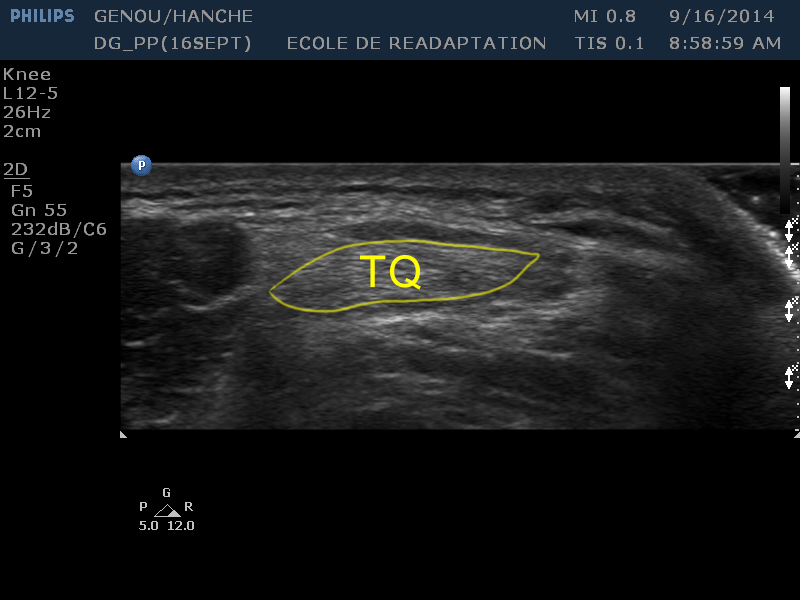 PHILIPS GENOU/HANCHE MI 0.8 9/16/2014
DG_PP(16SEPT) ECOLE DE READAPTATION TIS 0.1 8:58:59 AM
Knee
L12-5
26Hz
2cm
2D
F5
Gn 55
232dB/C6
G/3/2
P
TQ
G
P R
5.0 12.0